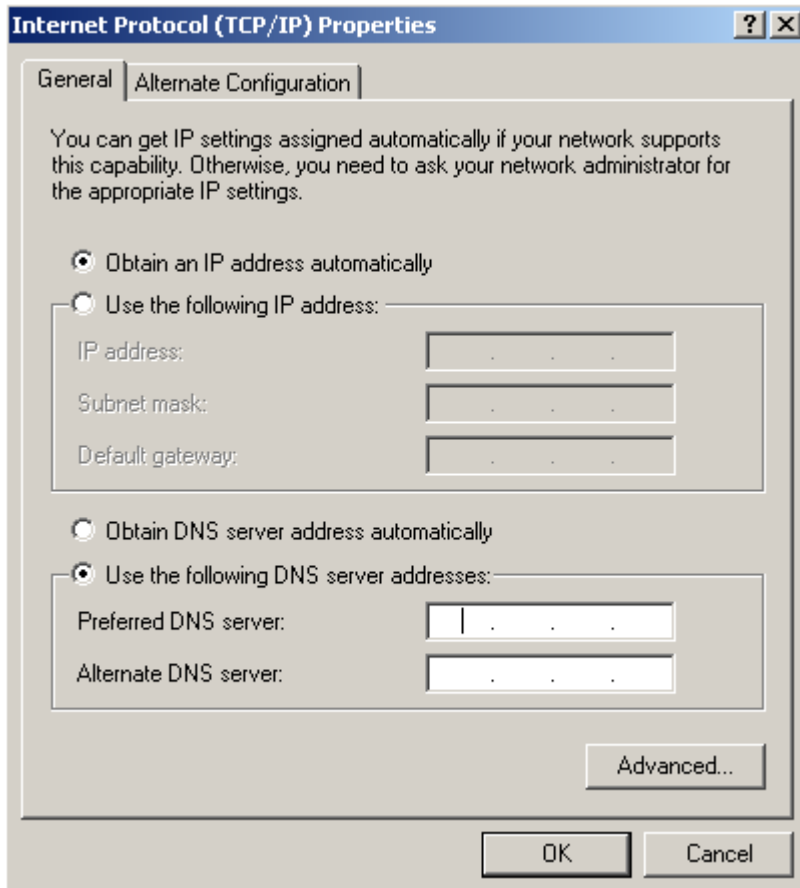 Internet Protocol (TCP/IP) Properties
General
Alternate Configuration
You can get IP settings assigned automatically if your network supports
this capability. Otherwise, you need to ask your network administrator for
the appropriate IP settings.
Obtain an IP address automatically
Use the following IP address:
IP address:
Subnet mask:
Default gateway:
Obtain DNS server address automatically
Use the following DNS server addresses:
Preferred DNS server:
Alternate DNS server:
Advanced...
OK
Cancel